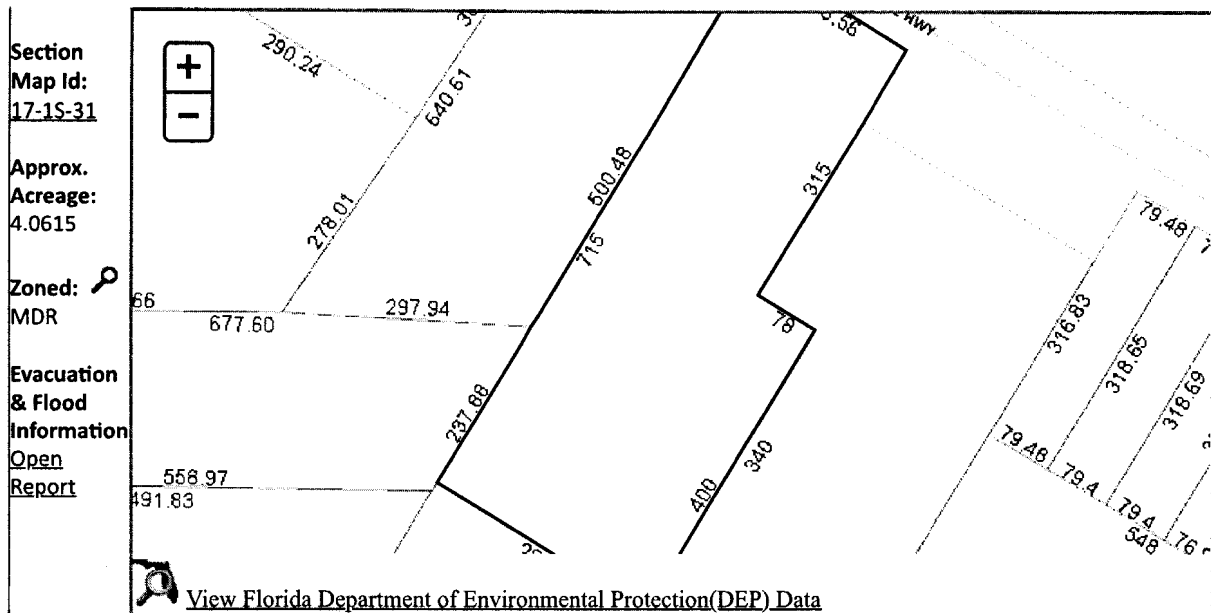 Section
Map Id:
17-1S-31
Approx.
Acreage:
4.0615
Zoned:
MDR
Evacuation
& Flood
Information
Open
Report
+
−
290.24
640.61
278.01
66
677.60
297.94
500.48
715
HWY
315
78
237.88
340
400
558.97
491.83
79.48
316.83
318.65
318.69
79.4
79.4
548
View Florida Department of Environmental Protection(DEP) Data